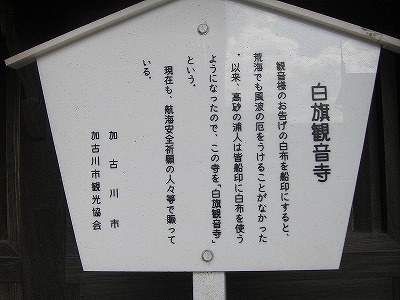 白旗観音寺
観音様のお告げの白布を船印にすると、
荒海でも風波の厄をうけることがなかった
・以来、高砂の浦人は皆船印に白布を使う
ようになったので、この寺を「白旗観音寺」
という。
現在も、航海安全祈願の人々等で賑って
いる。
加古川市
加古川市観光協会